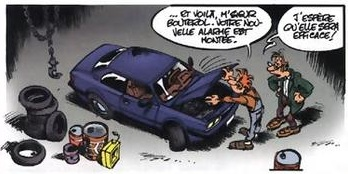 ... ET VOILÀ, M'SIEUR
BOUTEROL. VOTRE NOU-
VELLE ALARME EST
MONTÉE.
J'ESPÈRE
QU'ELLE SERA
EFFICACE!